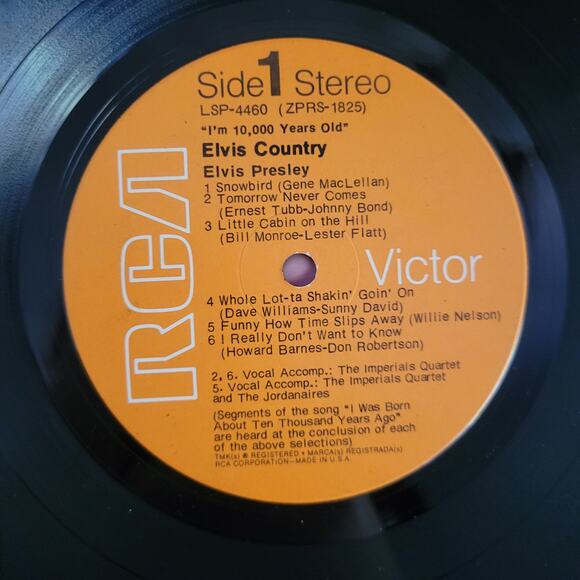 Side 1 Stereo
LSP-4460 (ZPRS-1825)
"I'm 10,000 Years Old"
Elvis Country
Elvis Presley
1 Snowbird (Gene MacLellan)
2 Tomorrow Never Comes
(Ernest Tubb-Johnny Bond)
3 Little Cabin on the Hill
(Bill Monroe-Lester Flatt)
RCA
Victor
4 Whole Lot-ta Shakin' Goin' On
(Dave Williams-Sunny David)
5 Funny How Time Slips Away (Willie Nelson)
6 I Really Don't Want to Know
(Howard Barnes-Don Robertson)
2, 6. Vocal Accomp.: The Imperials Quartet
5. Vocal Accomp.: The Imperials Quartet
and The Jordanaires
(Segments of the song "I Was Born
About Ten Thousand Years Ago"
are heard at the conclusion of each
of the above selections)
TMK(s) ® REGISTERED • MARCA(s) REGISTRADA(s)
RCA CORPORATION—MADE IN U.S.A.